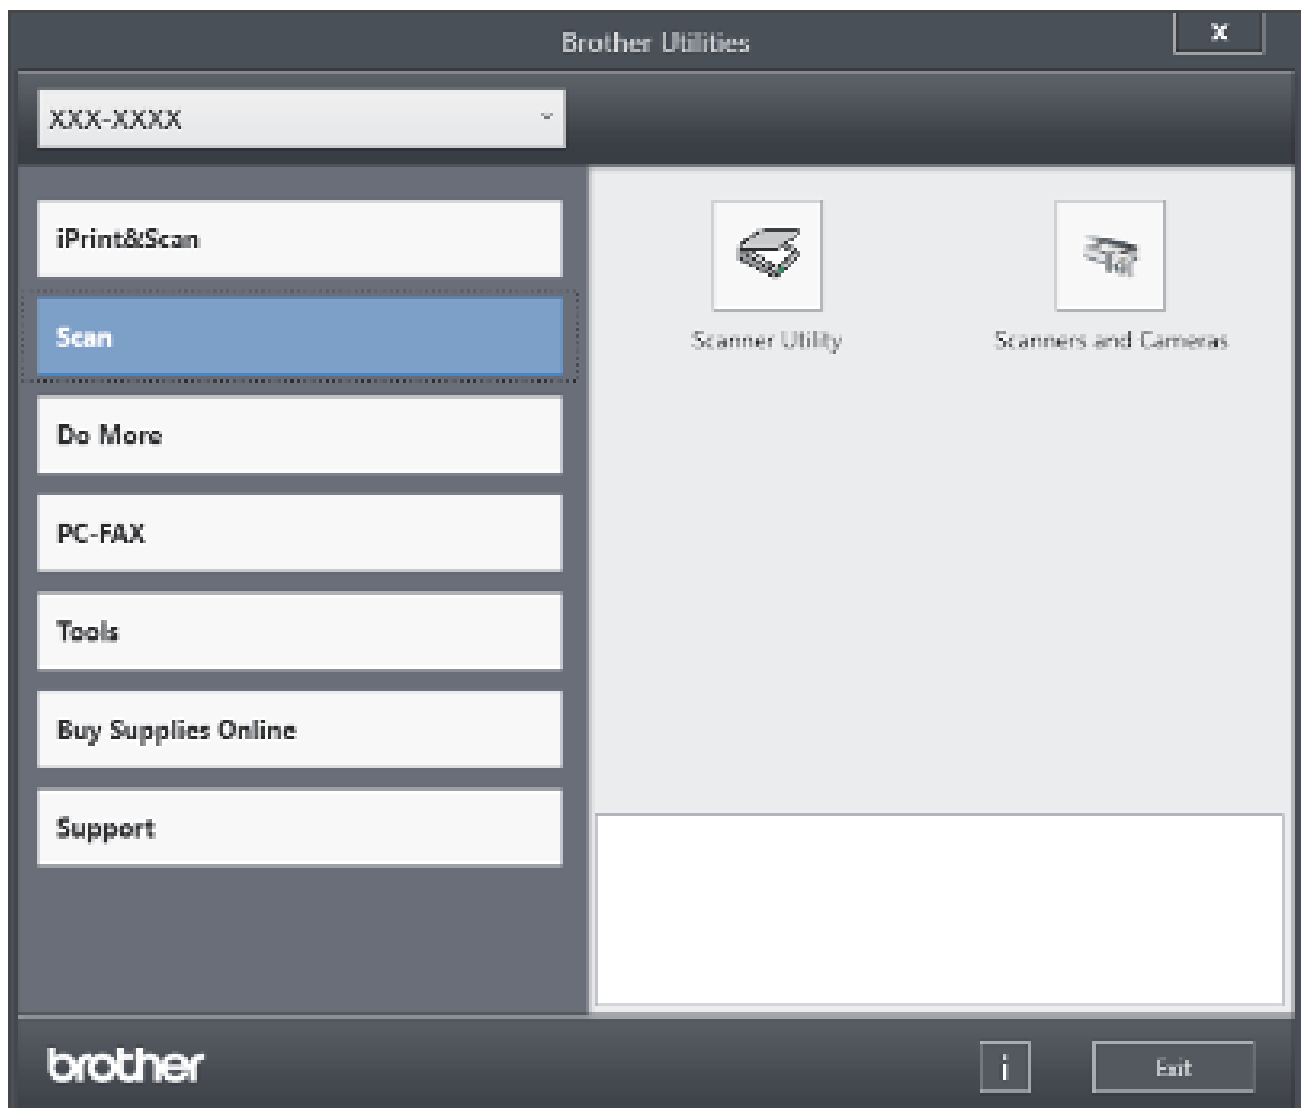 Brother Utilities
X
XXX-XXXX
iPrint&Scan
Scan
Do More
PC-FAX
Tools
Buy Supplies Online
Support
Scanner Utility
Scanners and Cameras
brother
i
Exit